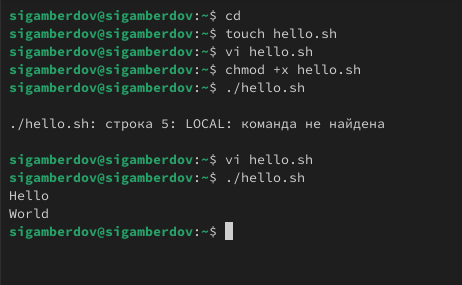 sigamberdov@sigamberdov:~$ cd
sigamberdov@sigamberdov:~$ touch hello.sh
sigamberdov@sigamberdov:~$ vi hello.sh
sigamberdov@sigamberdov:~$ chmod +x hello.sh
sigamberdov@sigamberdov:~$ ./hello.sh
./hello.sh: строка 5: LOCAL: команда не найдена
sigamberdov@sigamberdov:~$ vi hello.sh
sigamberdov@sigamberdov:~$ ./hello.sh
Hello
World
sigamberdov@sigamberdov:~$